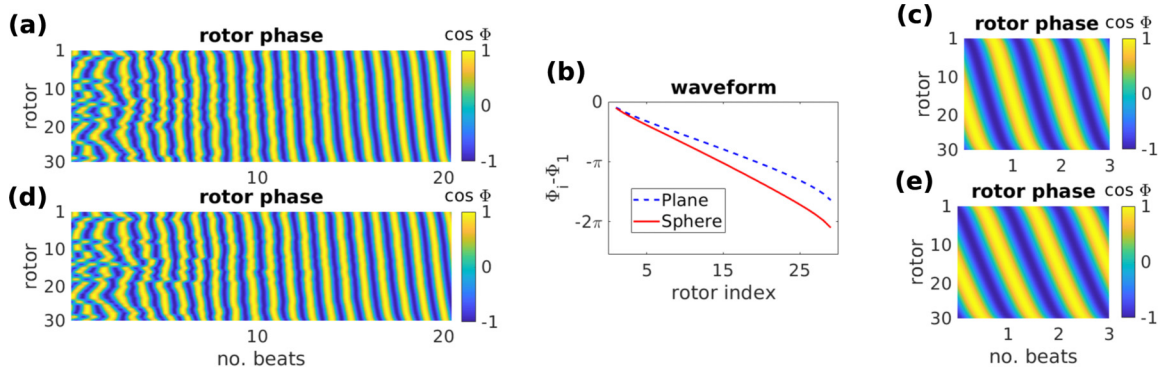 (a)
rotor phase
cos Φ
1
10
20
30
rotor
10
20
1
0
-1
(d)
rotor phase
cos Φ
1
10
20
30
rotor
10
20
no. beats
1
0
-1
(b)
waveform
0
-π
-2π
Φi-Φ1
Plane
Sphere
5
15
25
rotor index
(c)
rotor phase
cos Φ
1
10
20
30
rotor
1
2
3
1
0
-1
(e)
rotor phase
cos Φ
1
10
20
30
rotor
1
2
3
no. beats
1
0
-1